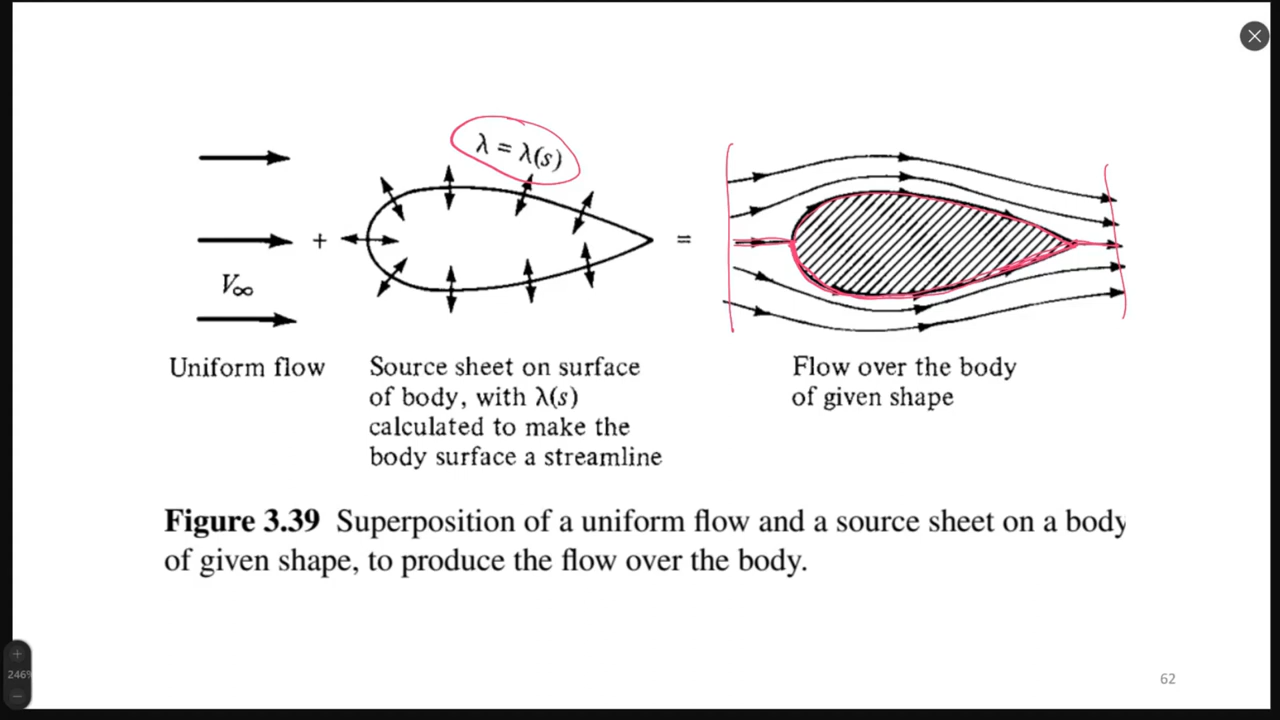 λ = λ(s)
+
=
V∞
Uniform flow
Source sheet on surface
of body, with λ(s)
calculated to make the
body surface a streamline
Flow over the body
of given shape
Figure 3.39 Superposition of a uniform flow and a source sheet on a body
of given shape, to produce the flow over the body.
246%
62